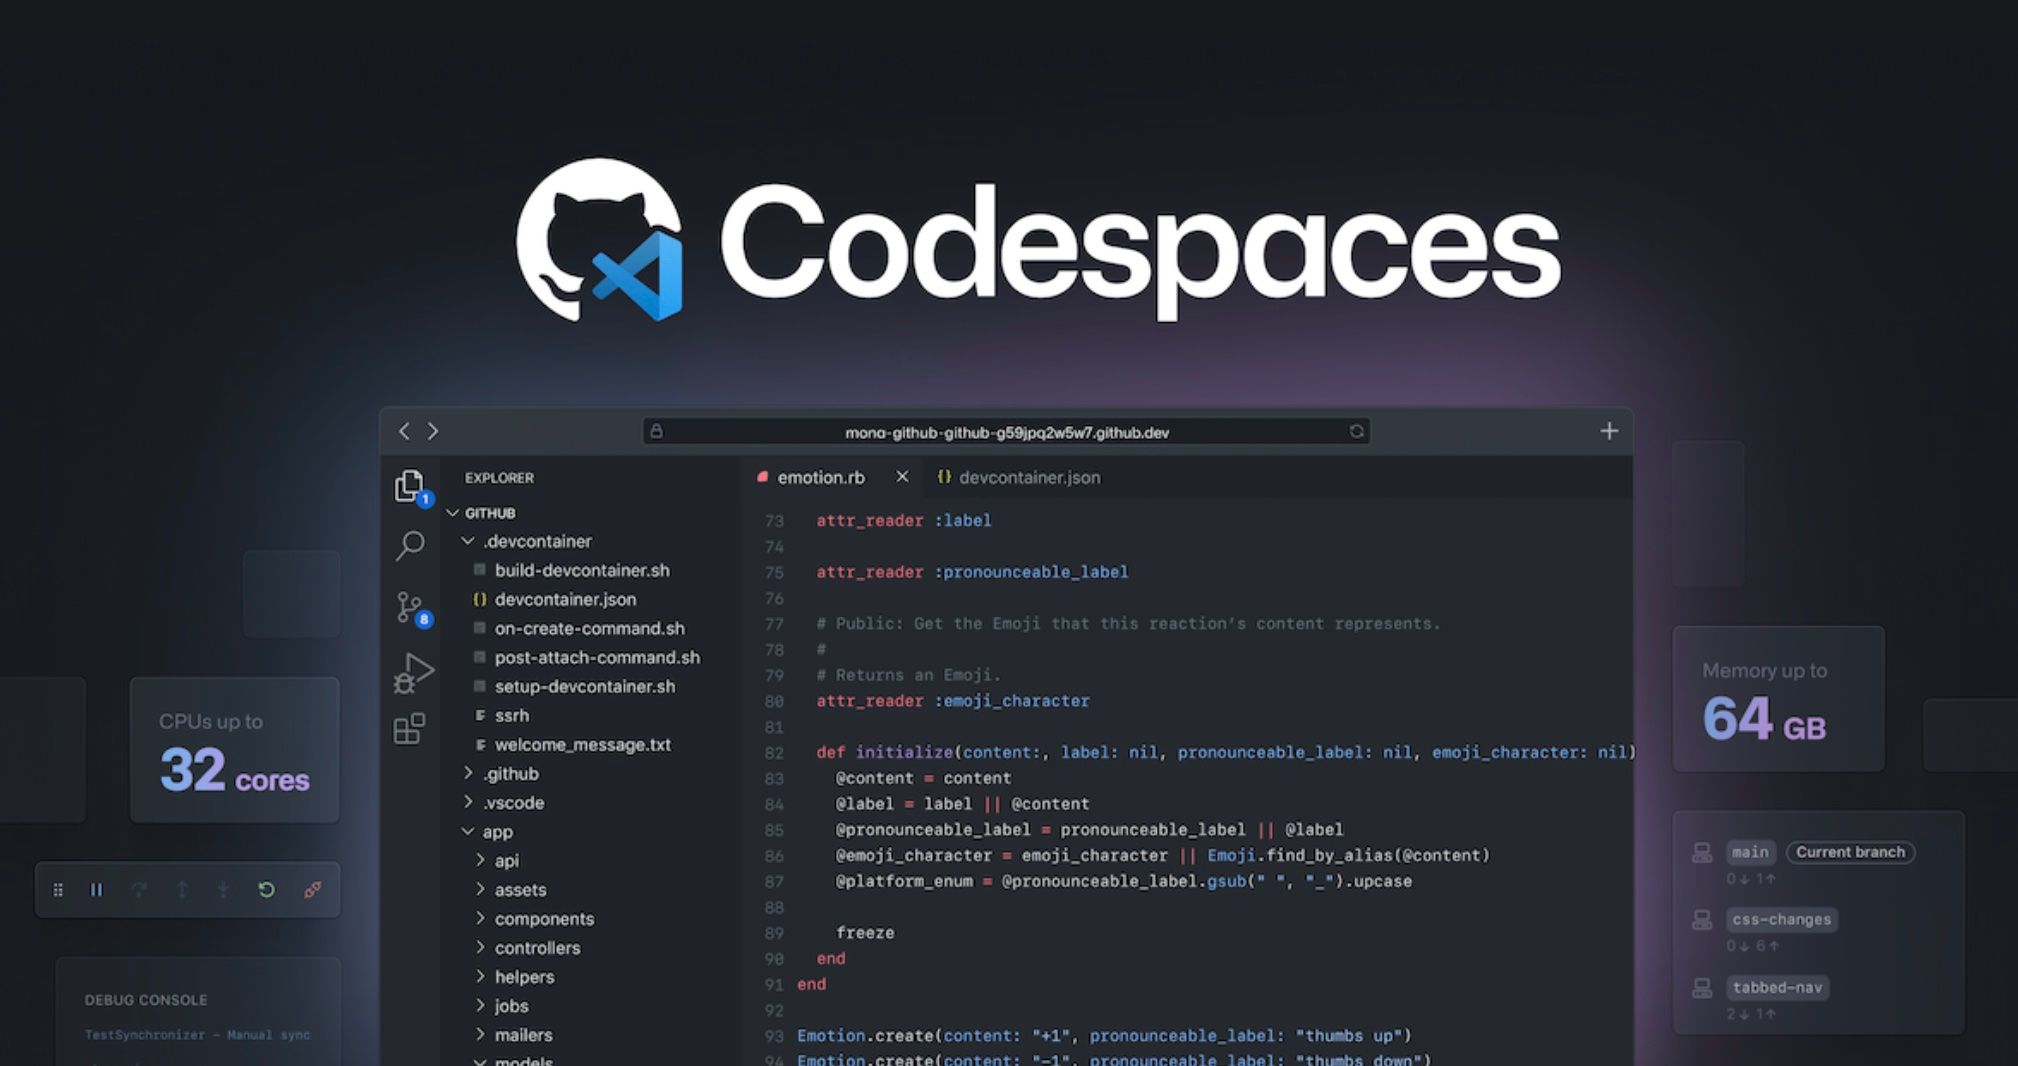 Codespaces
mona-github-github-g59jpq2w5w7.github.dev
EXPLORER
1
GITHUB
.devcontainer
build-devcontainer.sh
devcontainer.json
on-create-command.sh
8
post-attach-command.sh
setup-devcontainer.sh
ssrh
welcome_message.txt
.github
.vscode
app
api
assets
components
controllers
helpers
jobs
mailers
models
emotion.rb
devcontainer.json
73 attr_reader :label
74
75 attr_reader :pronounceable_label
76
77 # Public: Get the Emoji that this reaction's content represents.
78 #
79 # Returns an Emoji.
80 attr_reader :emoji_character
81
82 def initialize(content:, label: nil, pronounceable_label: nil, emoji_character: nil)
83 @content = content
84 @label = label || @content
85 @pronounceable_label = pronounceable_label || @label
86 @emoji_character = emoji_character || Emoji.find_by_alias(@content)
87 @platform_enum = @pronounceable_label.gsub(" ", "_").upcase
88
89 freeze
90 end
91 end
92
93 Emotion.create(content: "+1", pronounceable_label: "thumbs up")
94 Emotion.create(content: "-1", pronounceable_label: "thumbs down")
CPUs up to
32 cores
DEBUG CONSOLE
TestSynchronizer - Manual sync
Memory up to
64 GB
main Current branch
0↓ 1↑
css-changes
0↓ 6↑
tabbed-nav
2↓ 1↑